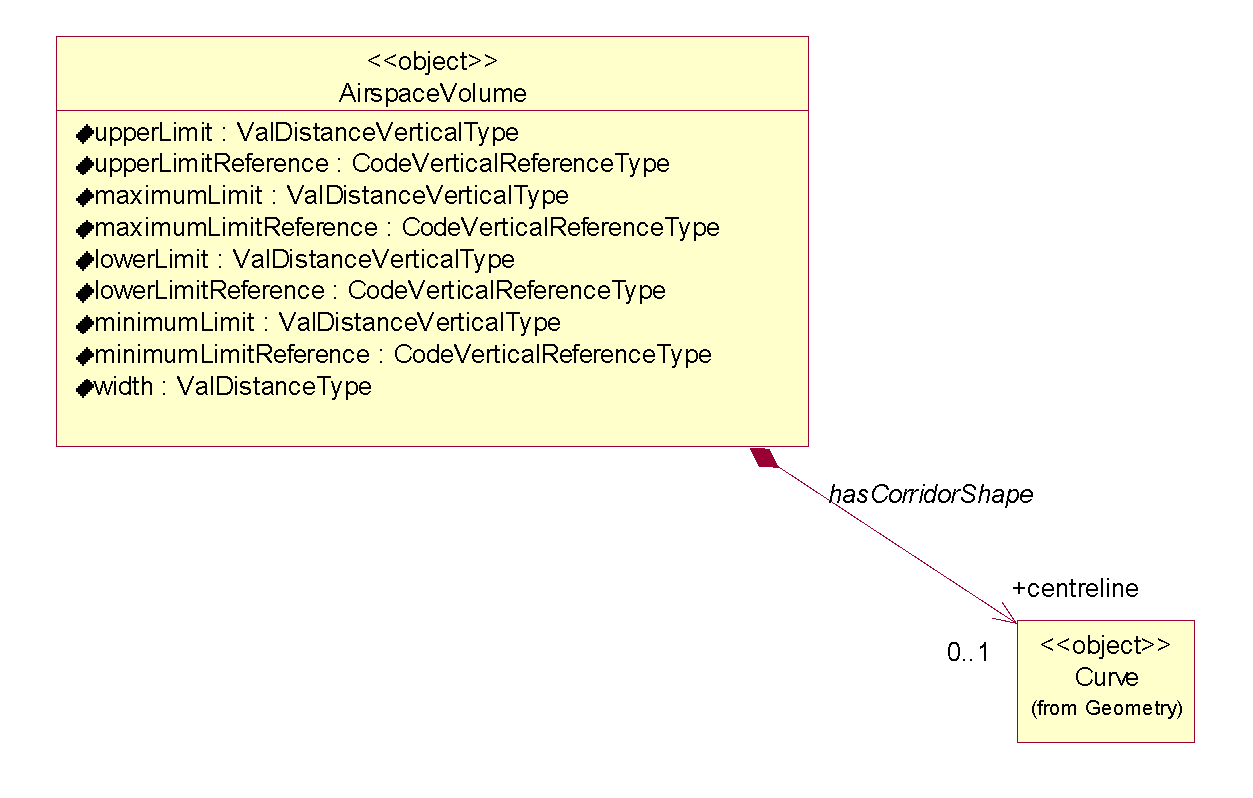 <<object>>
AirspaceVolume
upperLimit : ValDistanceVerticalType
upperLimitReference : CodeVerticalReferenceType
maximumLimit : ValDistanceVerticalType
maximumLimitReference : CodeVerticalReferenceType
lowerLimit : ValDistanceVerticalType
lowerLimitReference : CodeVerticalReferenceType
minimumLimit : ValDistanceVerticalType
minimumLimitReference : CodeVerticalReferenceType
width : ValDistanceType
hasCorridorShape
+centreline
0..1
<<object>>
Curve
(from Geometry)